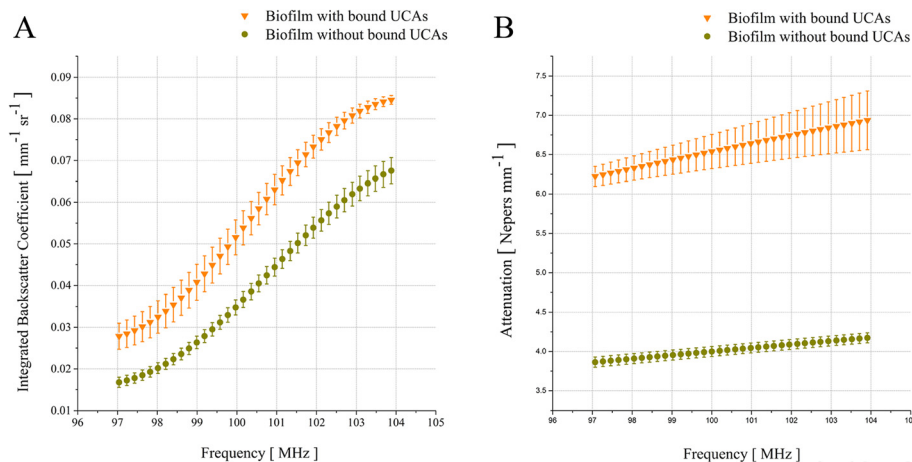 A
Biofilm with bound UCAs
Biofilm without bound UCAs
Integrated Backscatter Coefficient [ mm⁻¹ sr⁻¹ ]
0.09
0.08
0.07
0.06
0.05
0.04
0.03
0.02
0.01
96 97 98 99 100 101 102 103 104 105
Frequency [ MHz ]
B
Biofilm with bound UCAs
Biofilm without bound UCAs
Attenuation [ Nepers mm⁻¹ ]
7.5
7.0
6.5
6.0
5.5
5.0
4.5
4.0
3.5
96 97 98 99 100 101 102 103 104
Frequency [ MHz ]